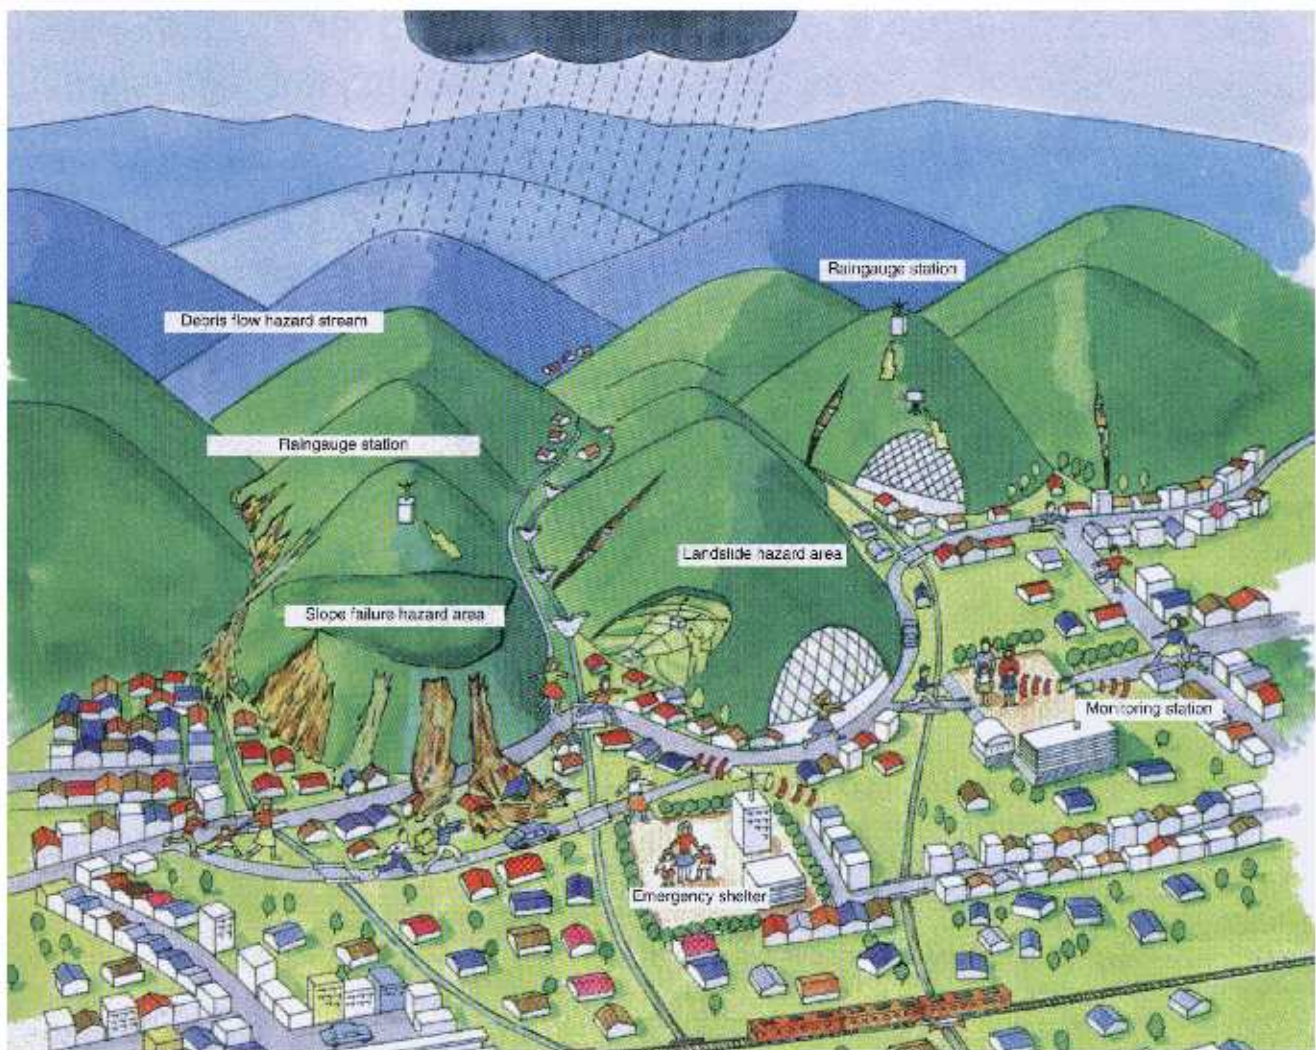 Raingauge station
Debris flow hazard stream
Raingauge station
Landslide hazard area
Slope failure hazard area
Monitoring station
Emergency shelter